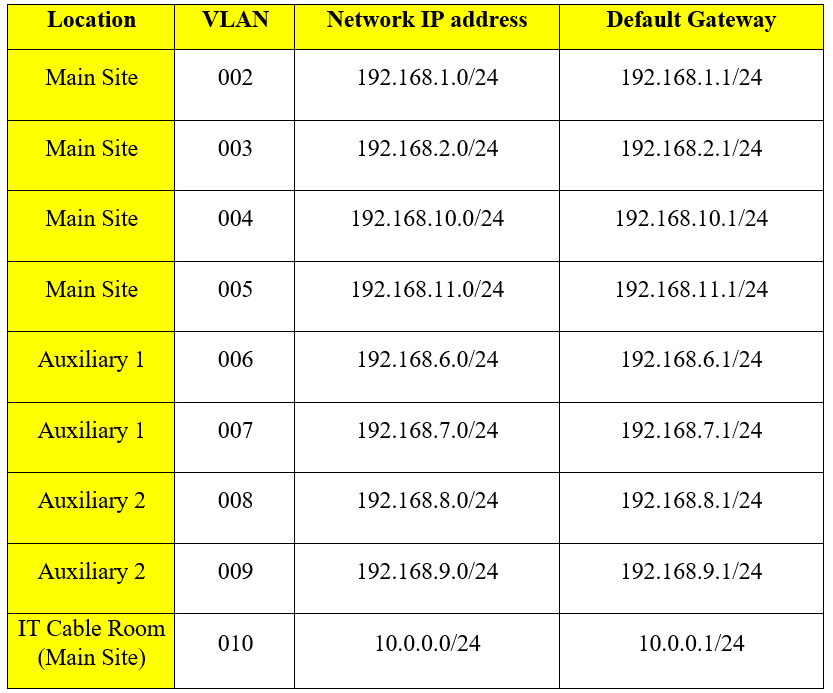 Location VLAN Network IP address Default Gateway
Main Site 002 192.168.1.0/24 192.168.1.1/24
Main Site 003 192.168.2.0/24 192.168.2.1/24
Main Site 004 192.168.10.0/24 192.168.10.1/24
Main Site 005 192.168.11.0/24 192.168.11.1/24
Auxiliary 1 006 192.168.6.0/24 192.168.6.1/24
Auxiliary 1 007 192.168.7.0/24 192.168.7.1/24
Auxiliary 2 008 192.168.8.0/24 192.168.8.1/24
Auxiliary 2 009 192.168.9.0/24 192.168.9.1/24
IT Cable Room
(Main Site) 010 10.0.0.0/24 10.0.0.1/24